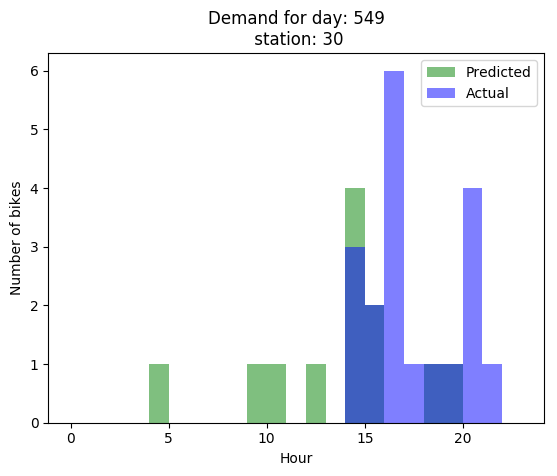 Demand for day: 549
station: 30
Predicted
Actual
Number of bikes
6
5
4
3
2
1
0
0 5 10 15 20
Hour